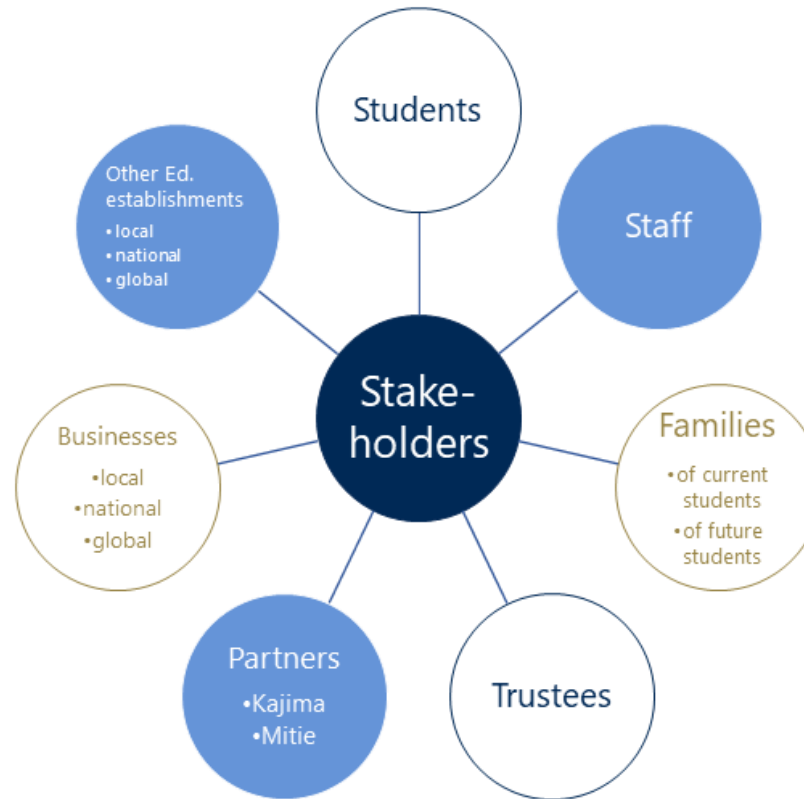 Students
Other Ed.
establishments
• local
• national
• global
Staff
Stake-
holders
Businesses
•local
•national
•global
Families
•of current
students
•of future
students
Partners
•Kajima
•Mitie
Trustees